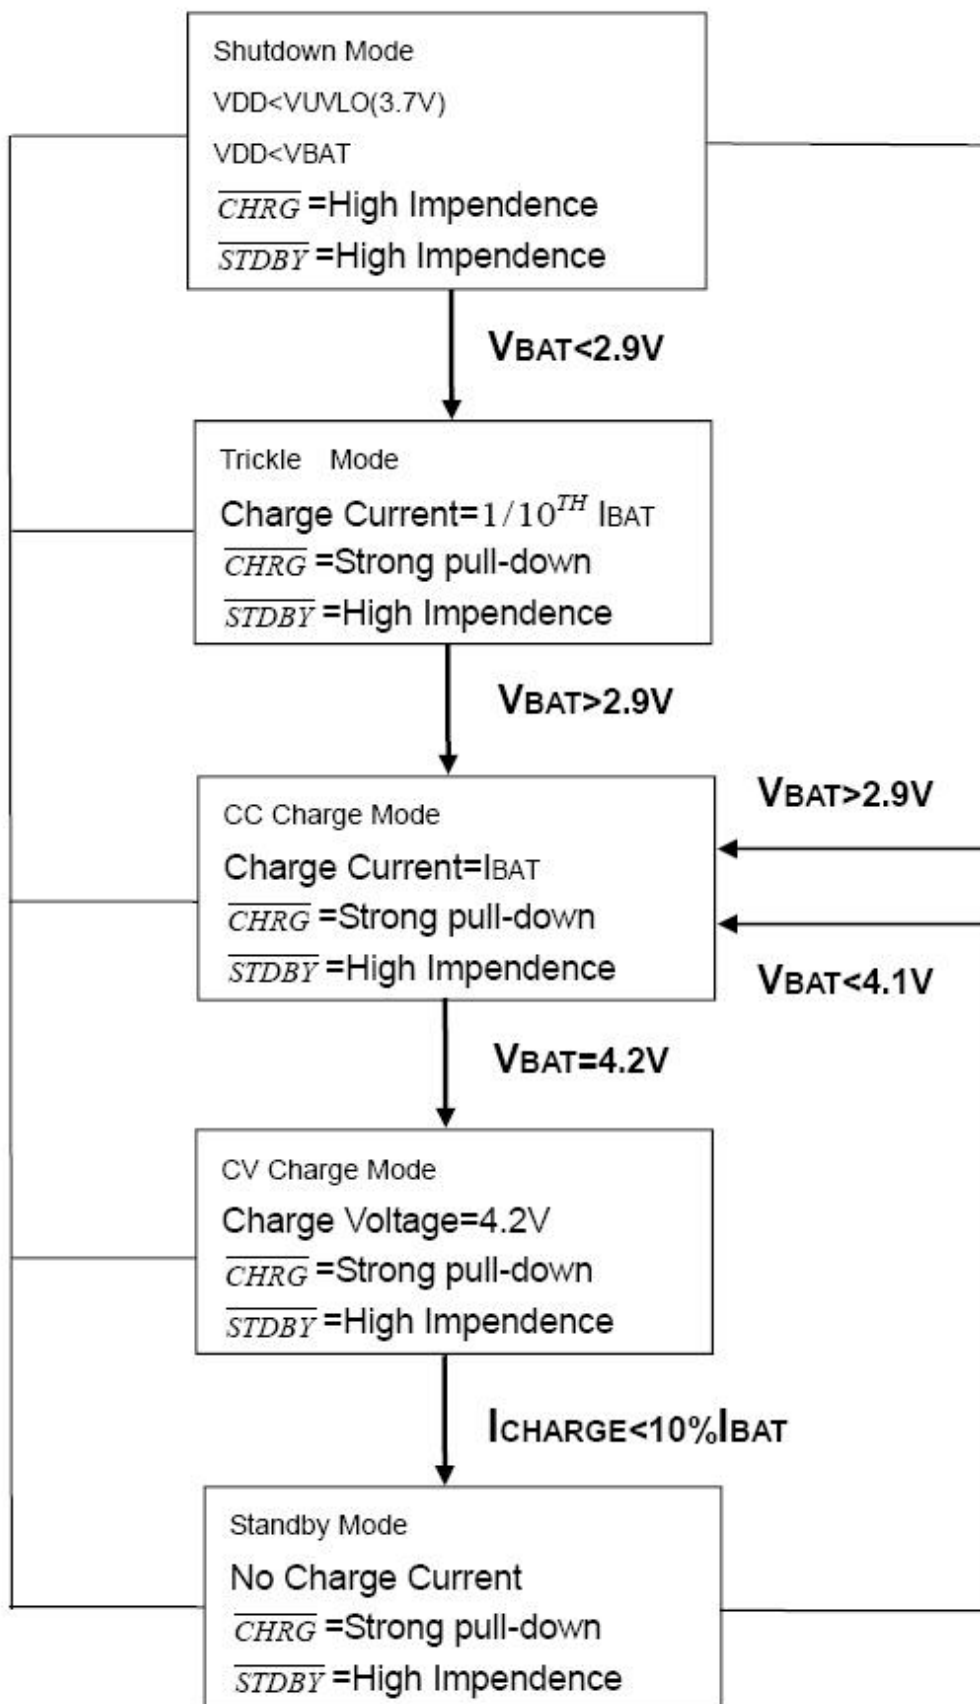 Shutdown Mode
VDD<VUVLO(3.7V)
VDD<VBAT
CHRG =High Impendence
STDBY =High Impendence
VBAT<2.9V
Trickle Mode
Charge Current=1/10^TH IBAT
CHRG =Strong pull-down
STDBY =High Impendence
VBAT>2.9V
VBAT>2.9V
CC Charge Mode
Charge Current=IBAT
CHRG =Strong pull-down
STDBY =High Impendence
VBAT<4.1V
VBAT=4.2V
CV Charge Mode
Charge Voltage=4.2V
CHRG =Strong pull-down
STDBY =High Impendence
ICHARGE<10%IBAT
Standby Mode
No Charge Current
CHRG =Strong pull-down
STDBY =High Impendence